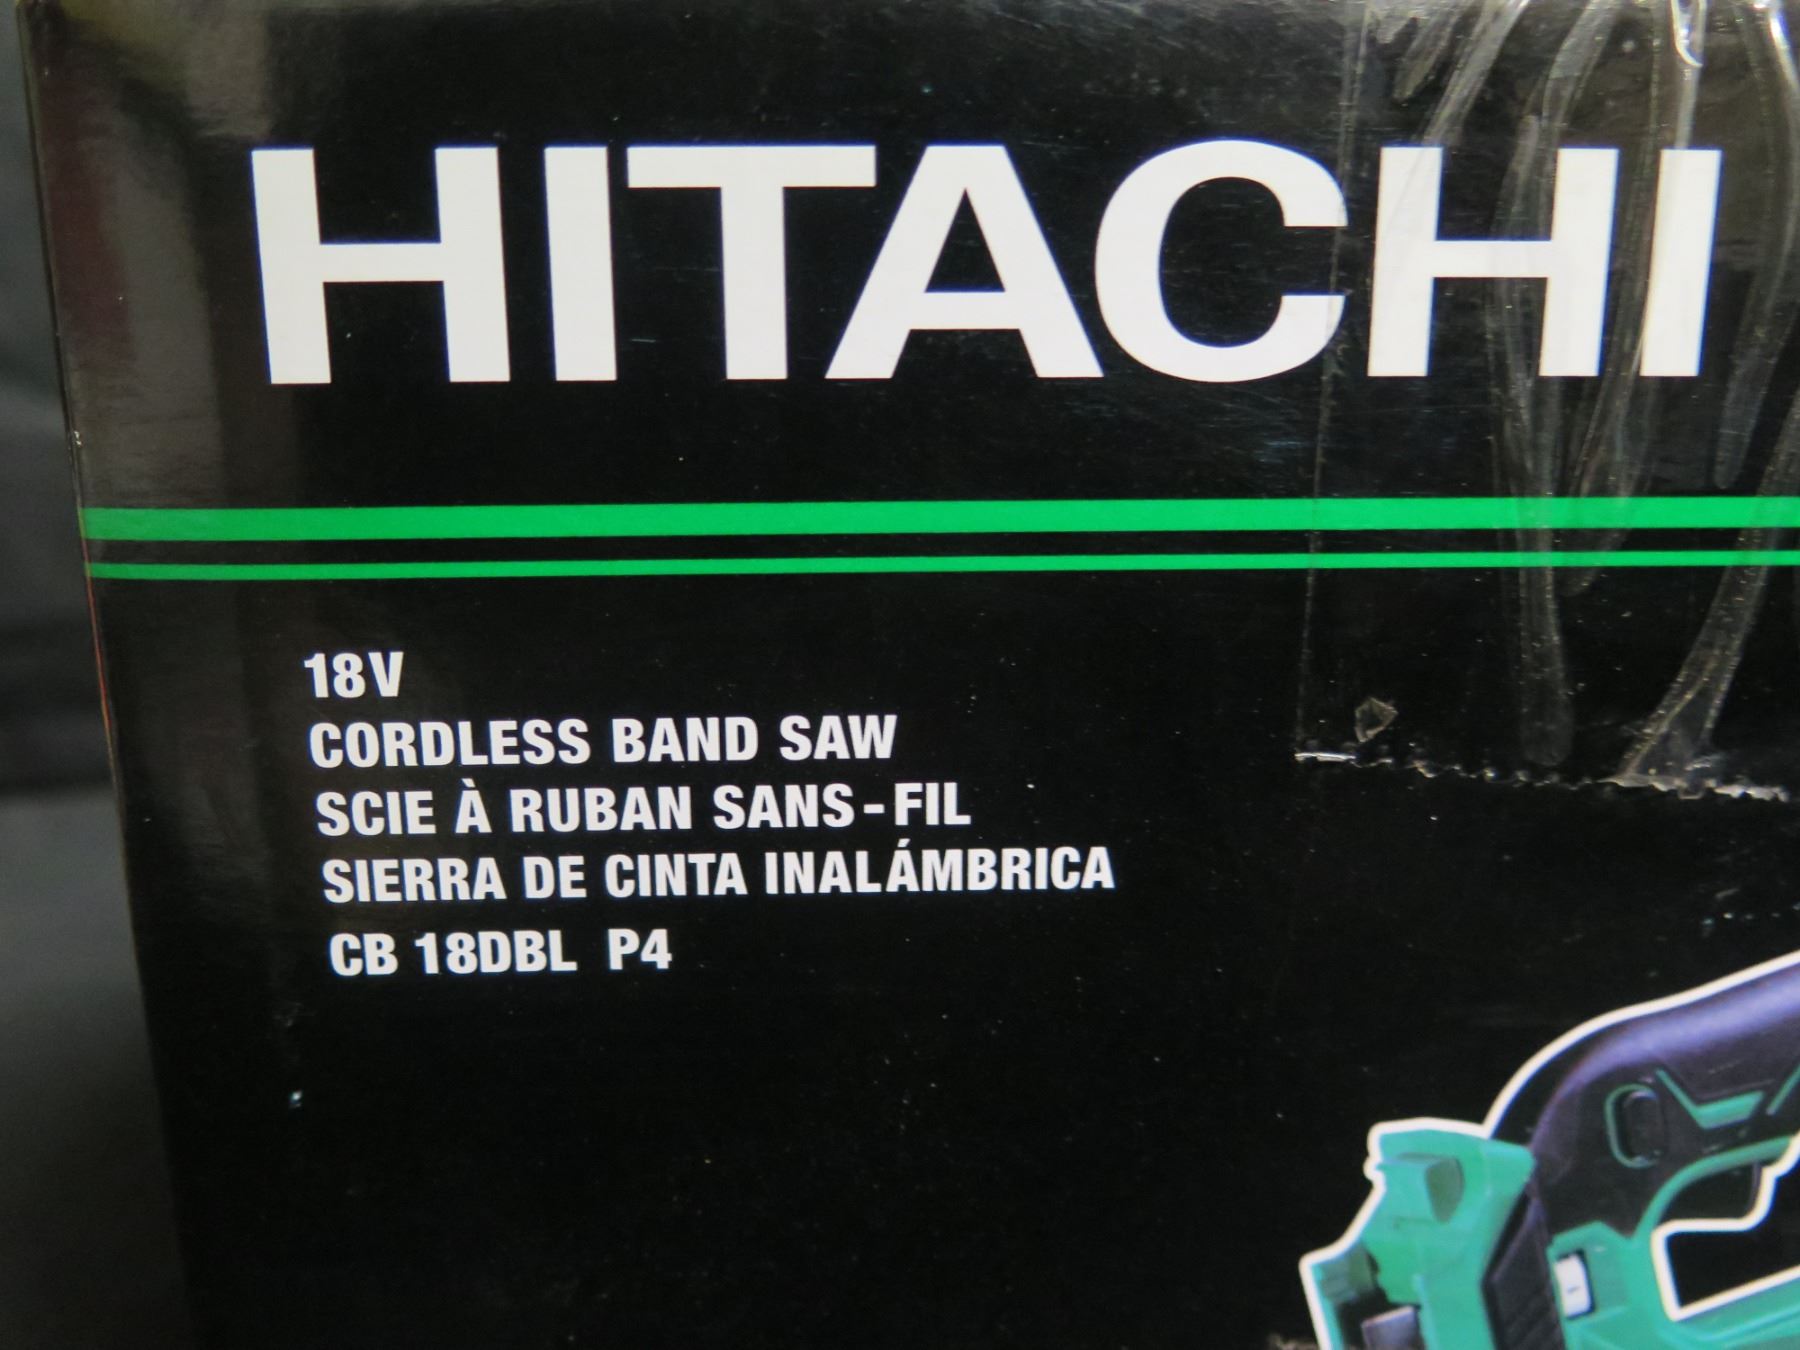 HITACHI
18V
CORDLESS BAND SAW
SCIE À RUBAN SANS-FIL
SIERRA DE CINTA INALÁMBRICA
CB 18DBL P4